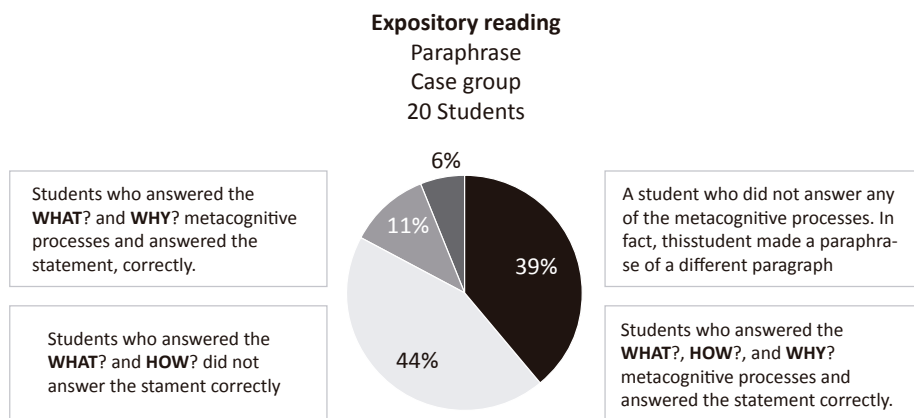 Expository reading
Paraphrase
Case group
20 Students
6%
11%
39%
44%
Students who answered the
WHAT? and WHY? metacognitive
processes and answered the
statement, correctly.
A student who did not answer any
of the metacognitive processes. In
fact, thisstudent made a paraphra-
se of a different paragraph
Students who answered the
WHAT? and HOW? did not
answer the stament correctly
Students who answered the
WHAT?, HOW?, and WHY?
metacognitive processes and
answered the statement correctly.